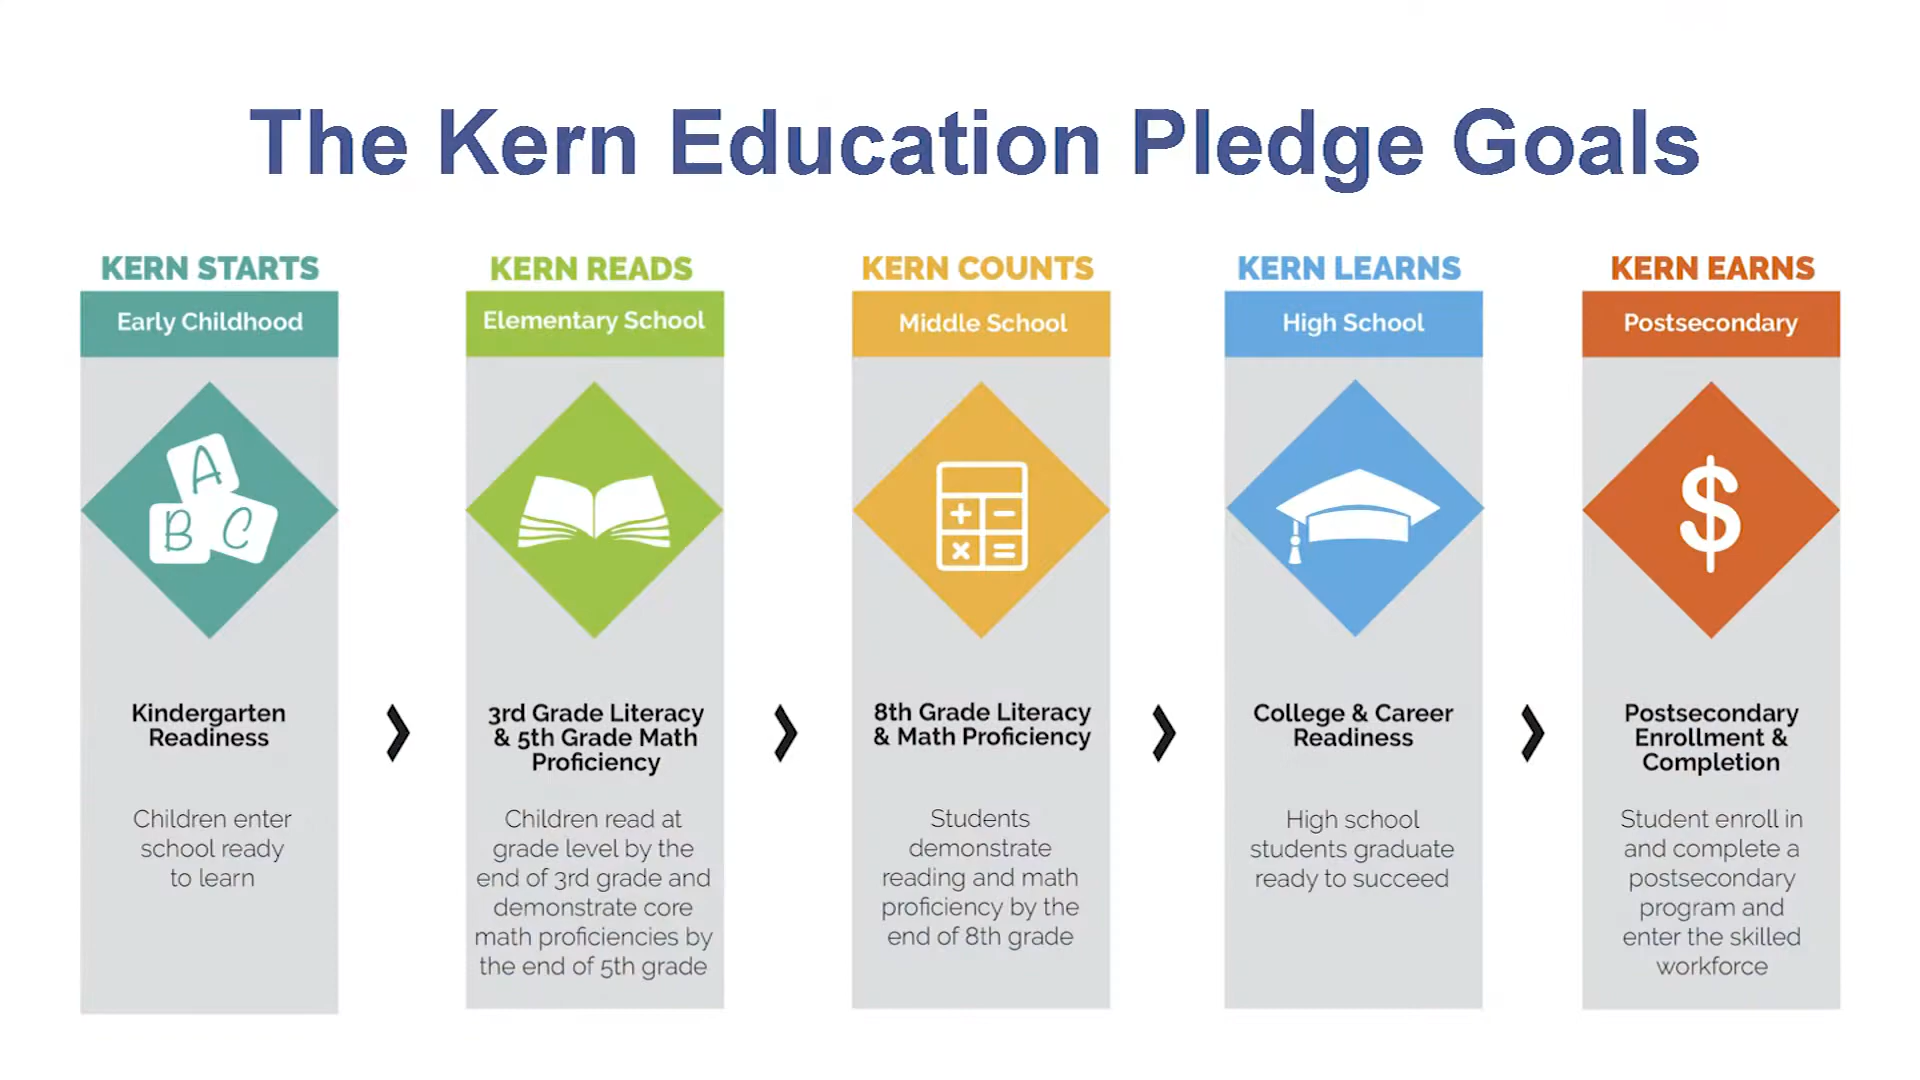 The Kern Education Pledge Goals
KERN STARTS
Early Childhood
A
B C
Kindergarten
Readiness
Children enter
school ready
to learn
KERN READS
Elementary School
3rd Grade Literacy
& 5th Grade Math
Proficiency
Children read at
grade level by the
end of 3rd grade and
demonstrate core
math proficiencies by
the end of 5th grade
KERN COUNTS
Middle School
+ −
× =
8th Grade Literacy
& Math Proficiency
Students
demonstrate
reading and math
proficiency by the
end of 8th grade
KERN LEARNS
High School
College & Career
Readiness
High school
students graduate
ready to succeed
KERN EARNS
Postsecondary
$
Postsecondary
Enrollment &
Completion
Student enroll in
and complete a
postsecondary
program and
enter the skilled
workforce